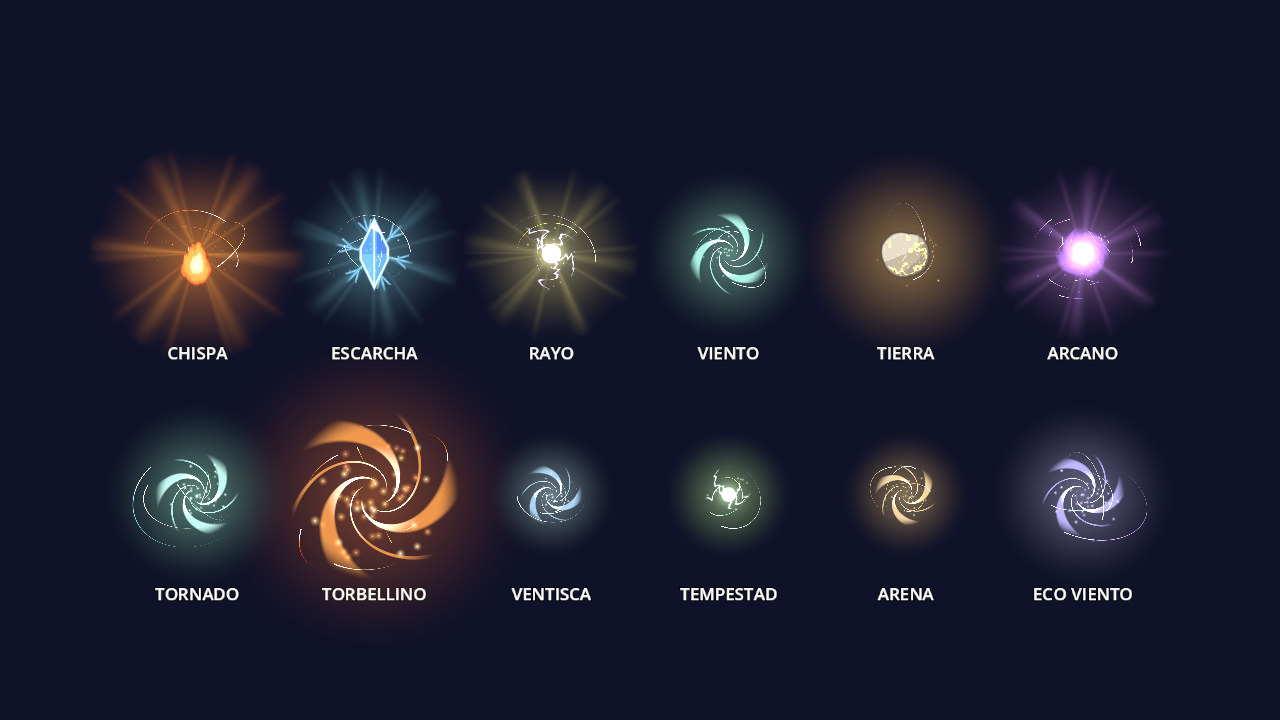 CHISPA
ESCARCHA
RAYO
VIENTO
TIERRA
ARCANO
TORNADO
TORBELLINO
VENTISCA
TEMPESTAD
ARENA
ECO VIENTO